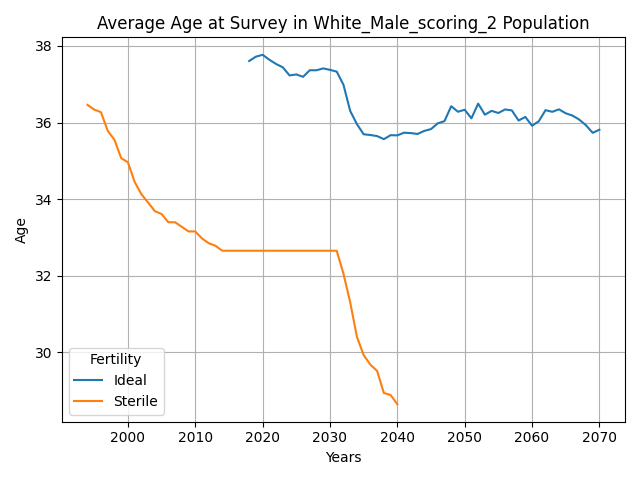 Average Age at Survey in White_Male_scoring_2 Population
38
36
34
32
30
Age
Fertility
Ideal
Sterile
2000
2010
2020
2030
2040
2050
2060
2070
Years